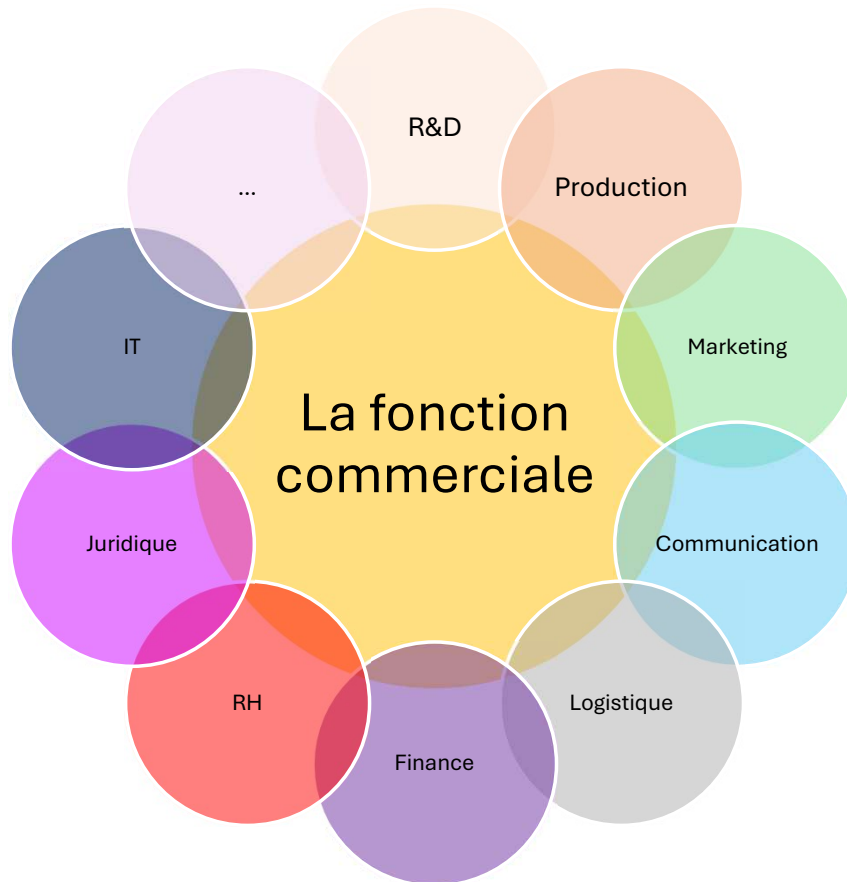 R&D
...
Production
IT
Marketing
La fonction
commerciale
Juridique
Communication
RH
Logistique
Finance